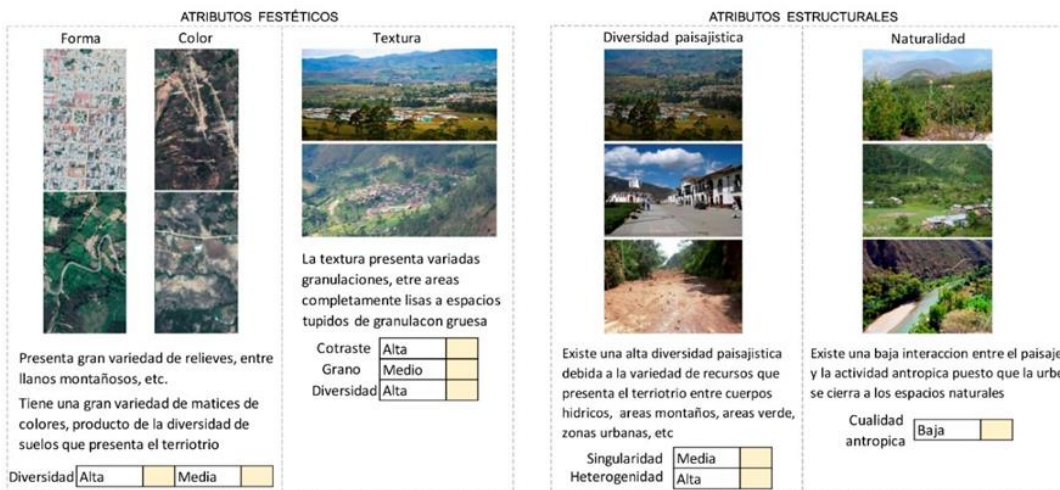 ATRIBUTOS FESTÉTICOS
Forma
Color
Presenta gran variedad de relieves, entre
llanos montañosos, etc.
Tiene una gran variedad de matices de
colores, producto de la diversidad de
suelos que presenta el terriotrio
Diversidad Alta Media
Textura
La textura presenta variadas
granulaciones, etre areas
completamente lisas a espacios
tupidos de granulacon gruesa
Cotraste Alta
Grano Medio
Diversidad Alta
ATRIBUTOS ESTRUCTURALES
Diversidad paisajistica
Existe una alta diversidad paisajistica
debida a la variedad de recursos que
presenta el terriotrio entre cuerpos
hidricos, areas montaños, areas verde,
zonas urbanas, etc
Singularidad Media
Heterogenidad Alta
Naturalidad
Existe una baja interaccion entre el paisaje
y la actividad antropica puesto que la urbe
se cierra a los espacios naturales
Cualidad
antropica Baja